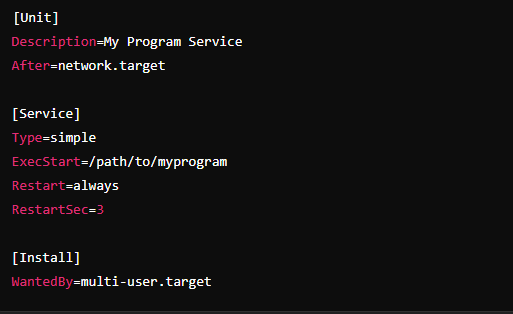 [Unit]
Description=My Program Service
After=network.target
[Service]
Type=simple
ExecStart=/path/to/myprogram
Restart=always
RestartSec=3
[Install]
WantedBy=multi-user.target